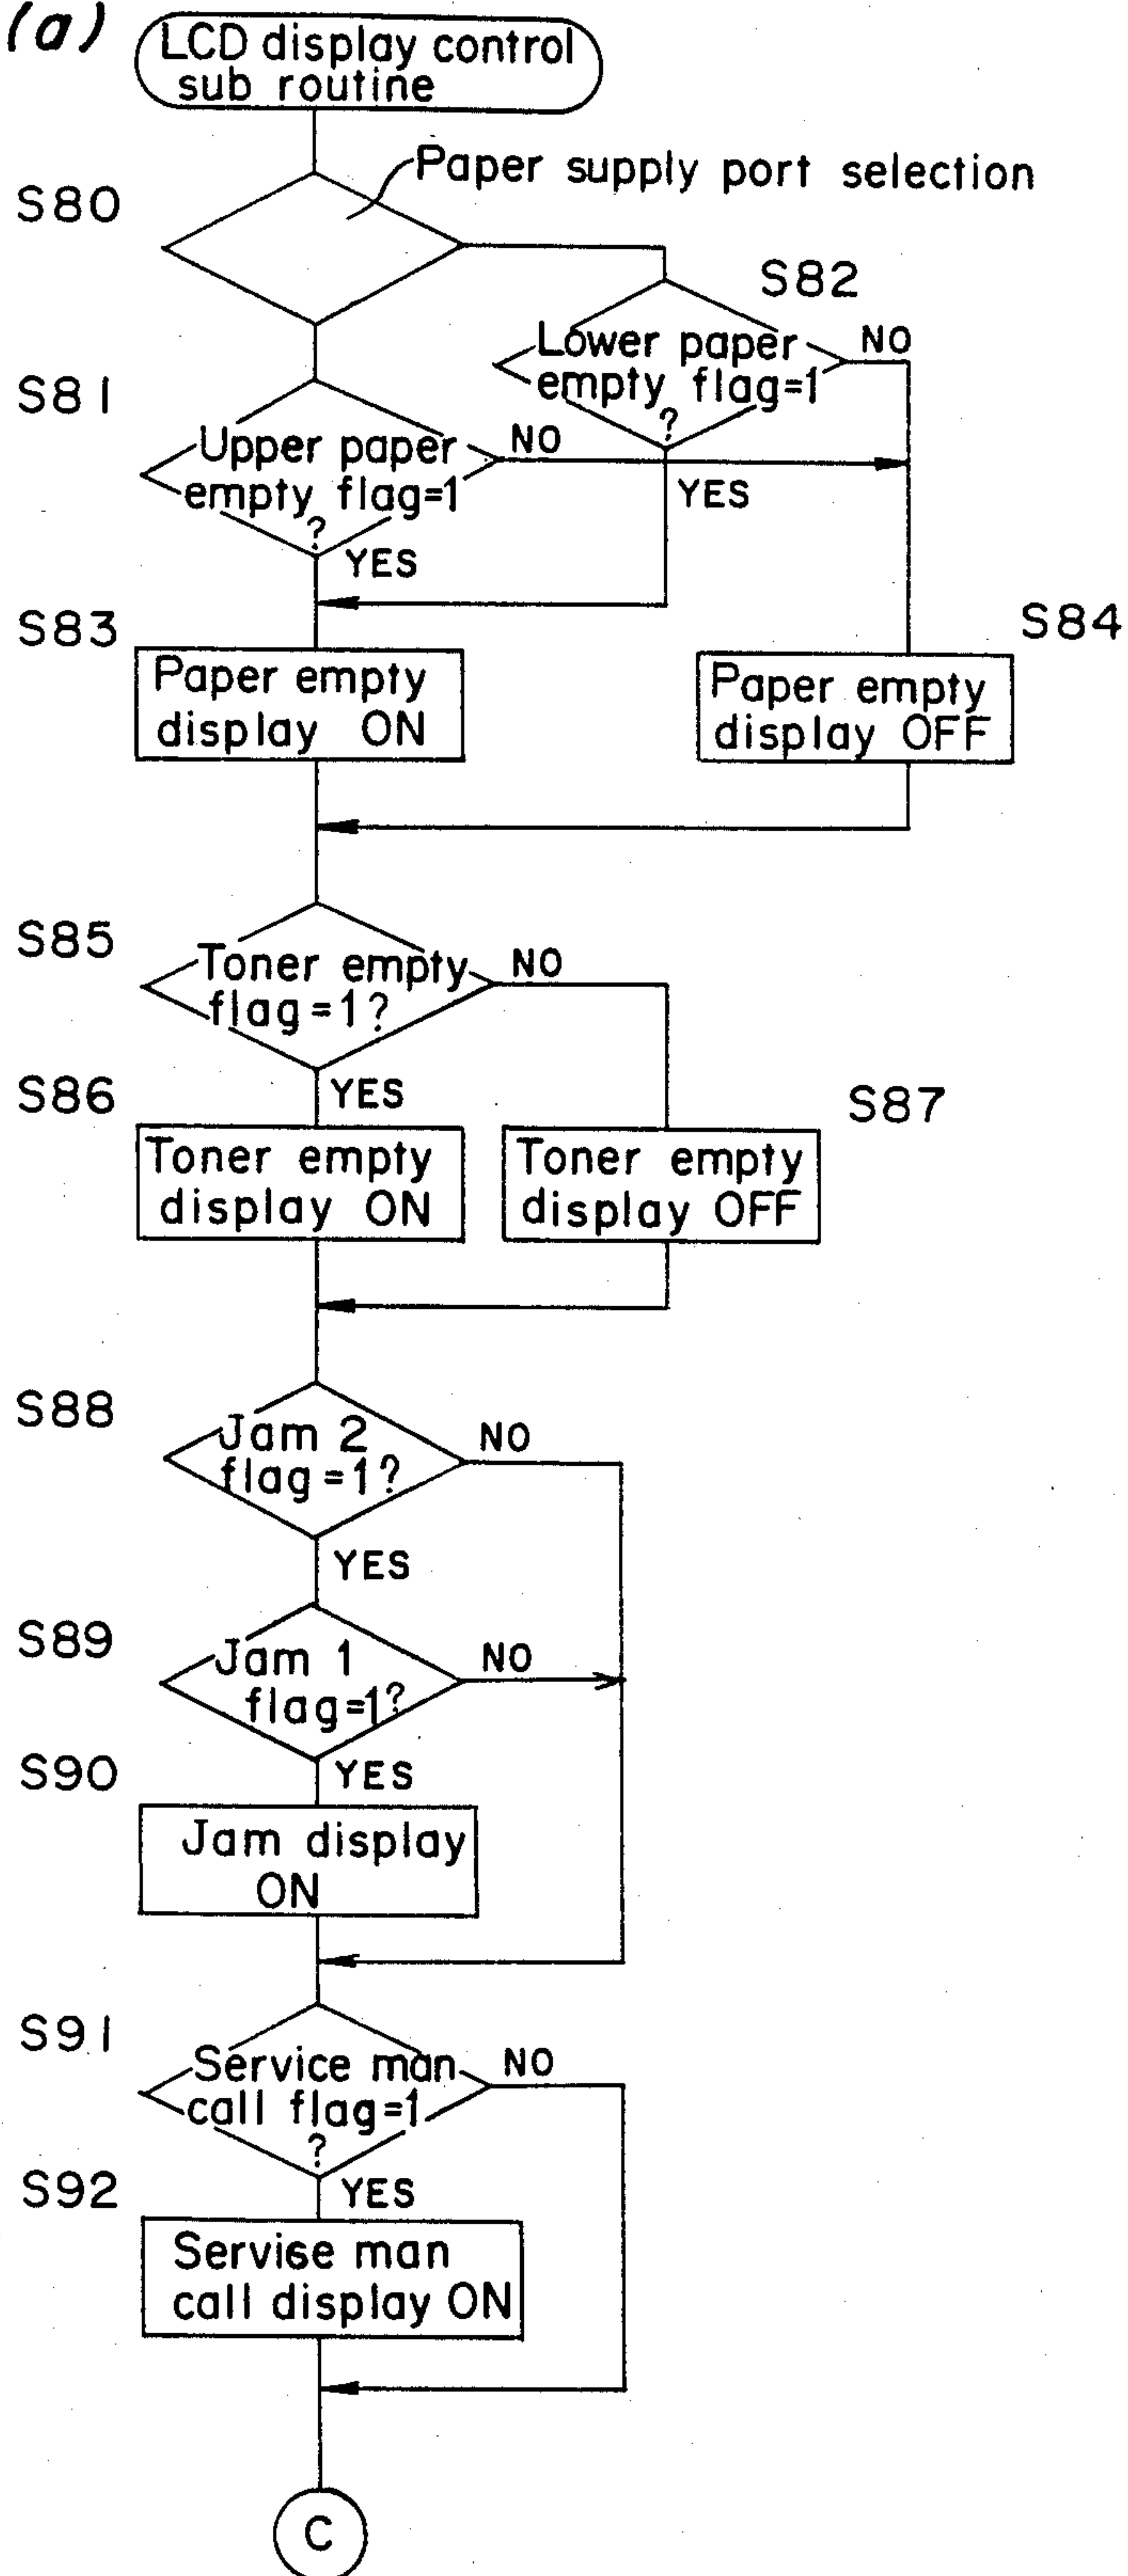 (a)
LCD display control
sub routine
Paper supply port selection
S80
S82
Lower paper
empty flag=1
?
NO
YES
S81
Upper paper
empty flag=1
?
NO
YES
S83
Paper empty
display ON
S84
Paper empty
display OFF
S85
Toner empty
flag=1?
NO
YES
S86
Toner empty
display ON
S87
Toner empty
display OFF
S88
Jam 2
flag=1?
NO
YES
S89
Jam 1
flag=1?
NO
YES
S90
Jam display
ON
S91
Service man
call flag=1
?
NO
YES
S92
Servise man
call display ON
C